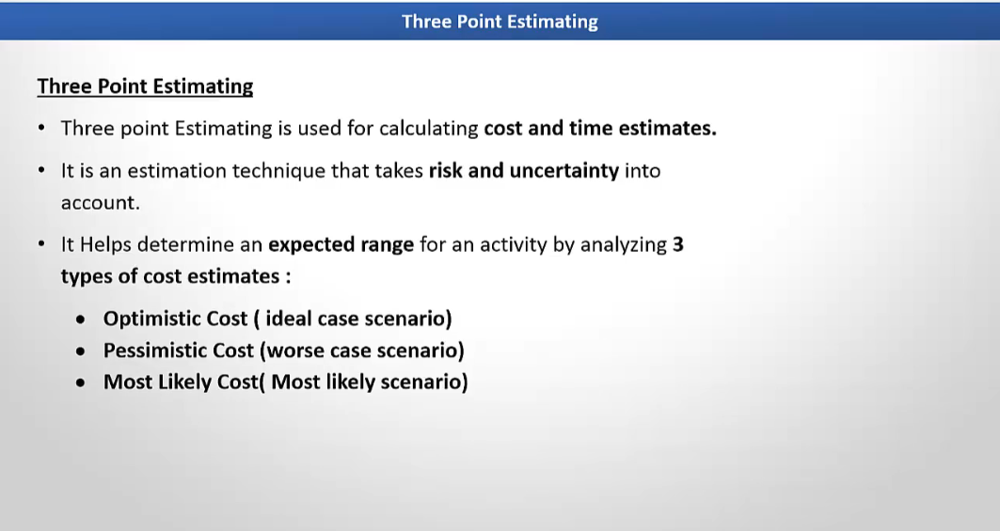 Three Point Estimating
Three Point Estimating
• Three point Estimating is used for calculating cost and time estimates.
• It is an estimation technique that takes risk and uncertainty into
account.
• It Helps determine an expected range for an activity by analyzing 3
types of cost estimates :
• Optimistic Cost ( ideal case scenario)
• Pessimistic Cost (worse case scenario)
• Most Likely Cost( Most likely scenario)